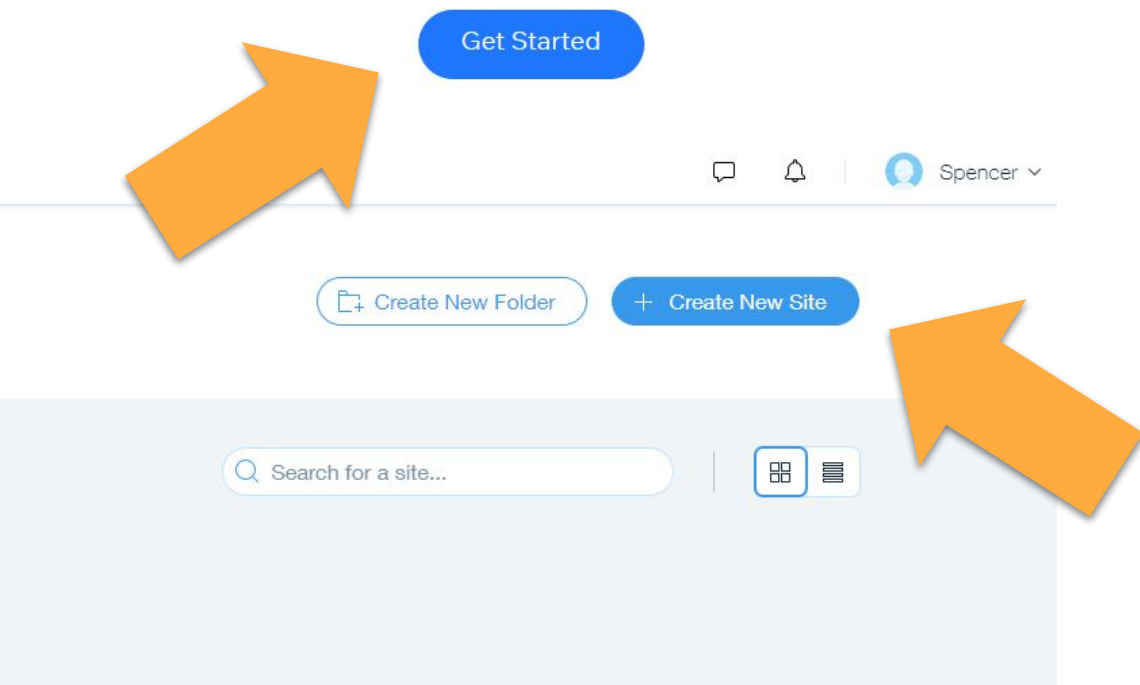 Get Started
Spencer
Create New Folder
+ Create New Site
Search for a site...